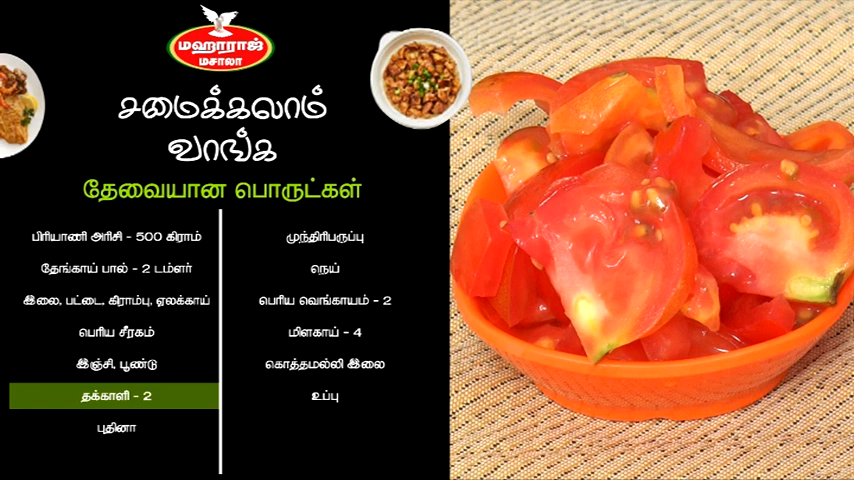 மஹாராஜ்
மசாலா
சமைக்கலாம்
வாங்க
தேவையான பொருட்கள்
பிரியாணி அரிசி - 500 கிராம்
தேங்காய் பால் - 2 டம்ளர்
இலை, பட்டை, கிராம்பு, ஏலக்காய்
பெரிய சீரகம்
இஞ்சி, பூண்டு
தக்காளி - 2
புதினா
முந்திரிபருப்பு
நெய்
பெரிய வெங்காயம் - 2
மிளகாய் - 4
கொத்தமல்லி இலை
உப்பு